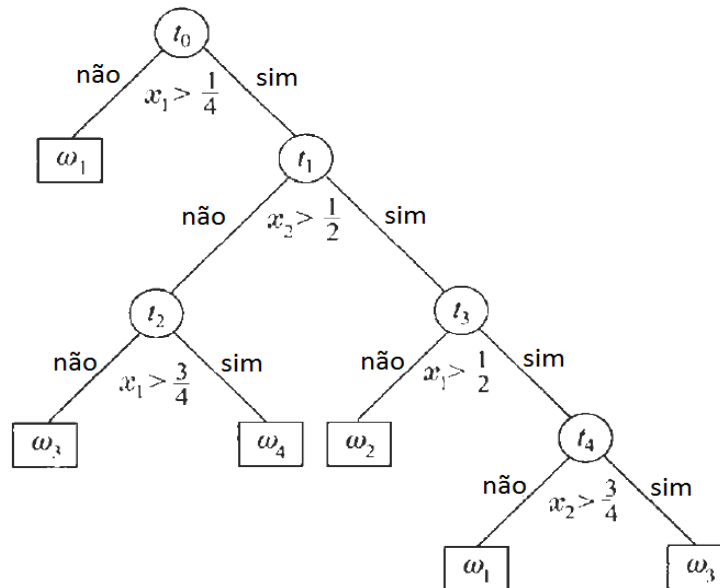 t₀
não sim
x₁ > 1/4
ω₁
t₁
não sim
x₂ > 1/2
t₂ t₃
não sim não sim
x₁ > 3/4 x₁ > 1/2
ω₃ ω₄ ω₂ t₄
não sim
x₂ > 3/4
ω₁ ω₃